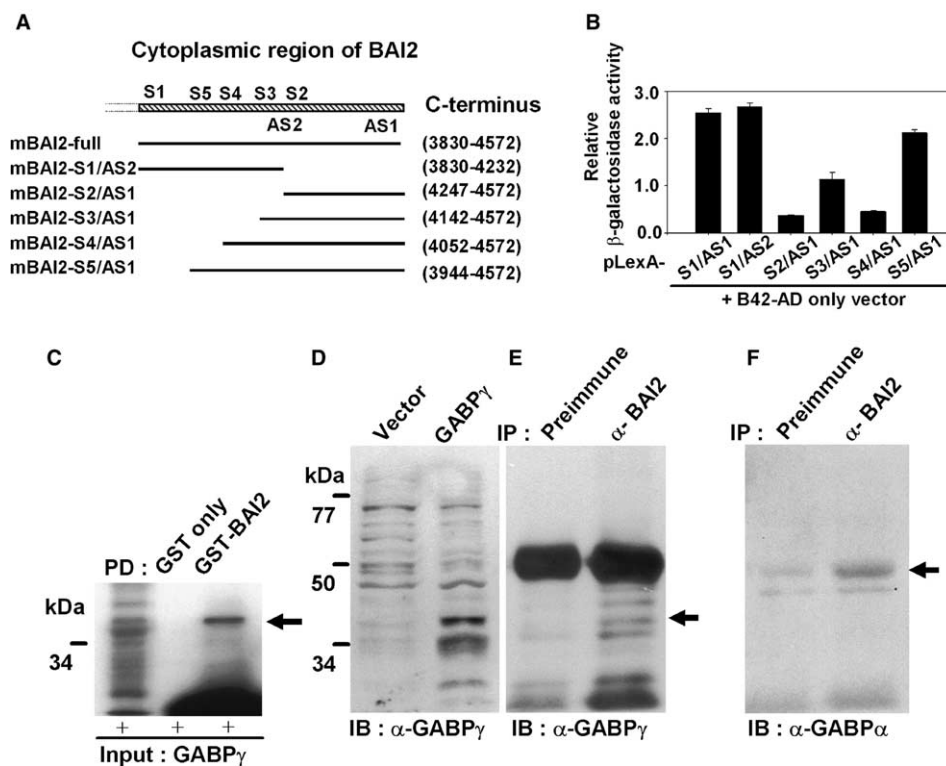 A
Cytoplasmic region of BAI2
S1 S5 S4 S3 S2
C-terminus
AS2 AS1
mBAI2-full (3830-4572)
mBAI2-S1/AS2 (3830-4232)
mBAI2-S2/AS1 (4247-4572)
mBAI2-S3/AS1 (4142-4572)
mBAI2-S4/AS1 (4052-4572)
mBAI2-S5/AS1 (3944-4572)
B
Relative
β-galactosidase activity
3.0
2.0
1.0
0.0
pLexA- S1/AS1 S1/AS2 S2/AS1 S3/AS1 S4/AS1 S5/AS1
+ B42-AD only vector
C
PD : GST only GST-BAI2
kDa
34
+ + +
Input : GABPγ
D
Vector GABPγ
kDa
77
50
34
IB : α-GABPγ
E
IP : Preimmune α- BAI2
IB : α-GABPγ
F
IP : Preimmune α- BAI2
IB : α-GABPα